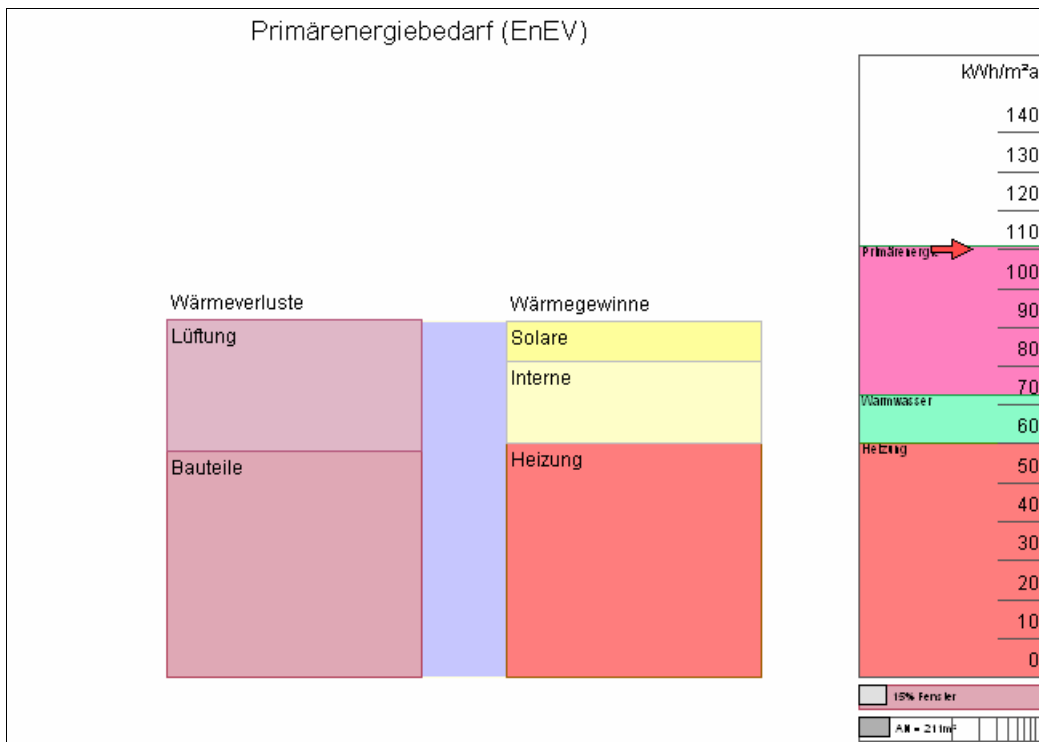 Primärenergiebedarf (EnEV)
kWh/m²a
140
130
120
110
Primärenergie
100
90
80
70
Warmwasser
60
Heizung
50
40
30
20
10
0
Wärmeverluste
Lüftung
Bauteile
Wärmegewinne
Solare
Interne
Heizung
15% Fenster
AN = 211m²